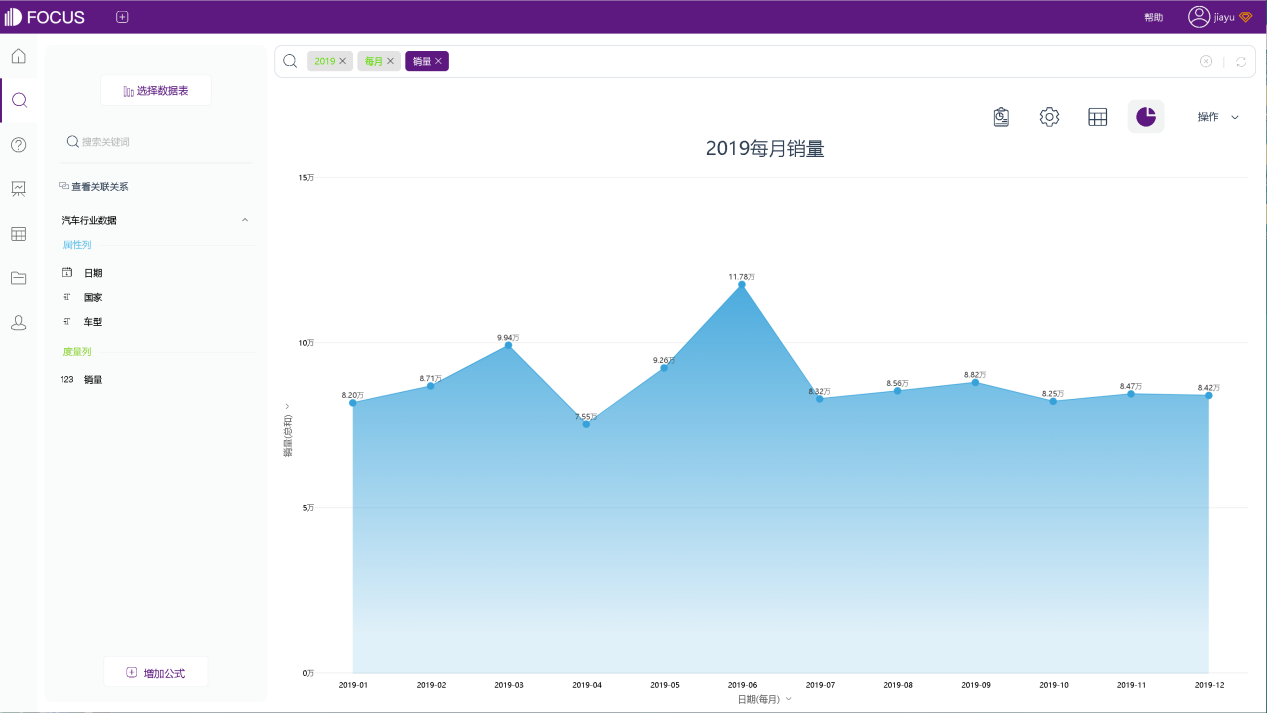 FOCUS
帮助
jiayu
选择数据表
搜索关键词
查看关联关系
汽车行业数据
属性列
日期
国家
车型
度量列
123 销量
增加公式
2019 每月 销量
操作
2019每月销量
15万
10万
5万
0万
销量(总和)
8.20万
8.71万
9.94万
7.55万
9.26万
11.78万
8.32万
8.56万
8.82万
8.25万
8.47万
8.42万
2019-01 2019-02 2019-03 2019-04 2019-05 2019-06 2019-07 2019-08 2019-09 2019-10 2019-11 2019-12
日期(每月)